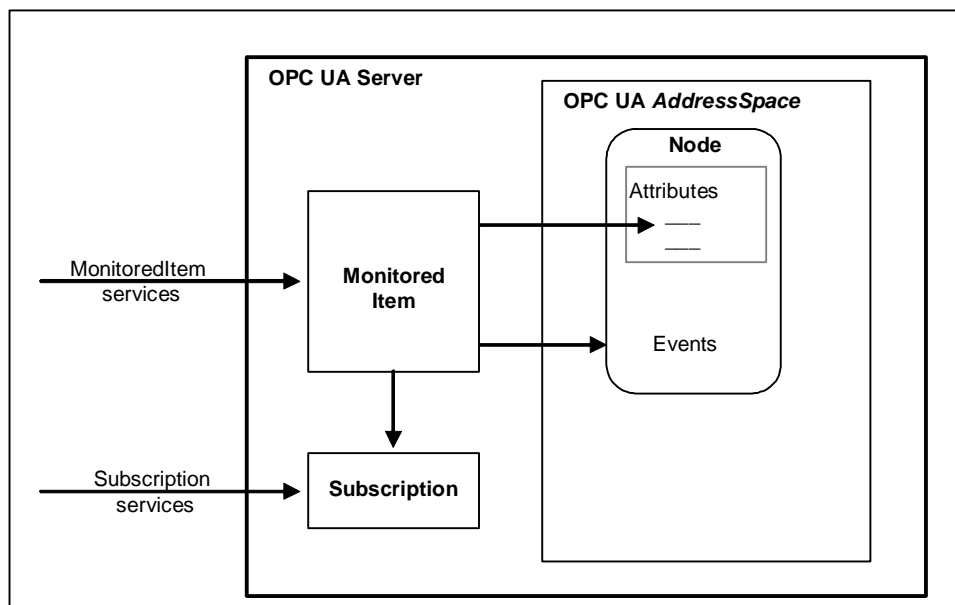 OPC UA Server
OPC UA AddressSpace
Node
Attributes
Monitored
Item
Events
MonitoredItem
services
Subscription
Subscription
services